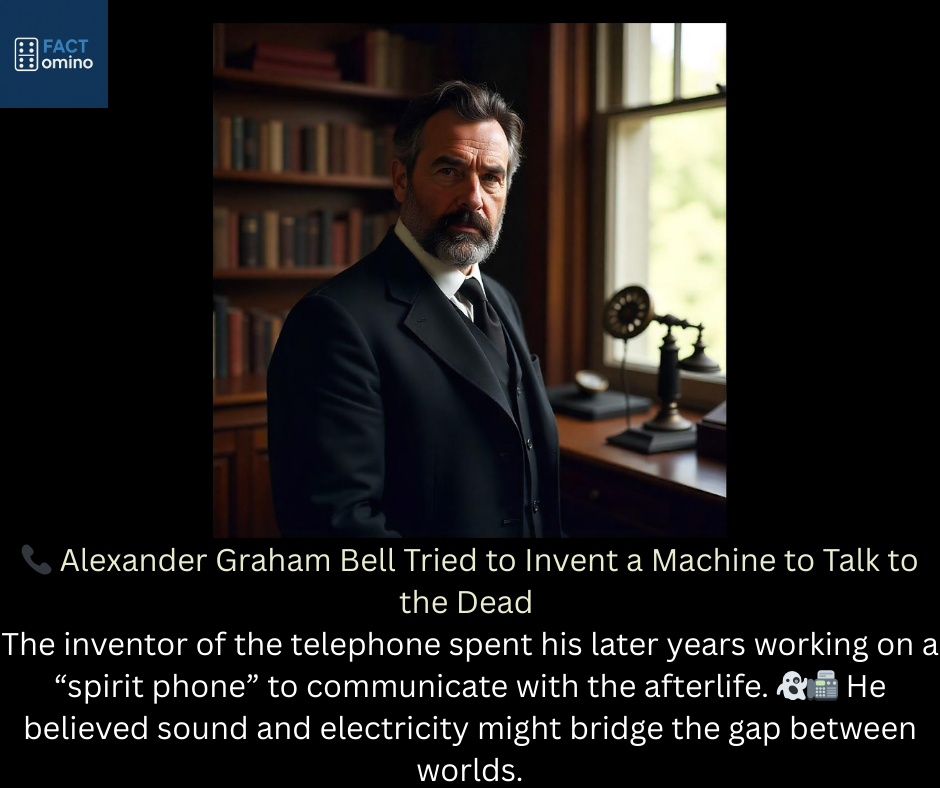 FACT
omino
📞 Alexander Graham Bell Tried to Invent a Machine to Talk to
the Dead
The inventor of the telephone spent his later years working on a
“spirit phone” to communicate with the afterlife. 👻📠 He
believed sound and electricity might bridge the gap between
worlds.